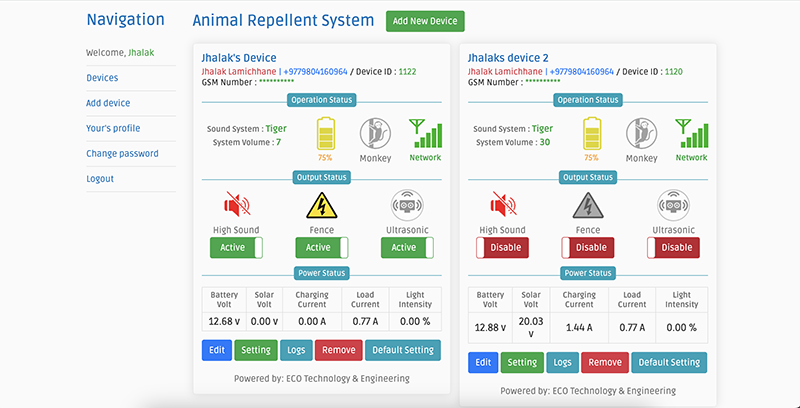 Navigation
Welcome, Jhalak
Devices
Add device
Your's profile
Change password
Logout
Animal Repellent System
Add New Device
Jhalak's Device
Jhalak Lamichhane | +9779804160964 / Device ID : 1122
GSM Number : **********
Operation Status
Sound System : Tiger
System Volume : 7
75%
Monkey
Network
Output Status
High Sound
Fence
Ultrasonic
Active
Active
Active
Power Status
Battery Volt
Solar Volt
Charging Current
Load Current
Light Intensity
12.68 v
0.00 v
0.00 A
0.77 A
0.00 %
Edit
Setting
Logs
Remove
Default Setting
Powered by: ECO Technology & Engineering
Jhalaks device 2
Jhalak Lamichhane | +9779804160964 / Device ID : 1120
GSM Number : **********
Operation Status
Sound System : Tiger
System Volume : 30
75%
Monkey
Network
Output Status
High Sound
Fence
Ultrasonic
Disable
Disable
Disable
Power Status
Battery Volt
Solar Volt
Charging Current
Load Current
Light Intensity
12.88 v
20.03 v
1.44 A
0.77 A
0.00 %
Edit
Setting
Logs
Remove
Default Setting
Powered by: ECO Technology & Engineering